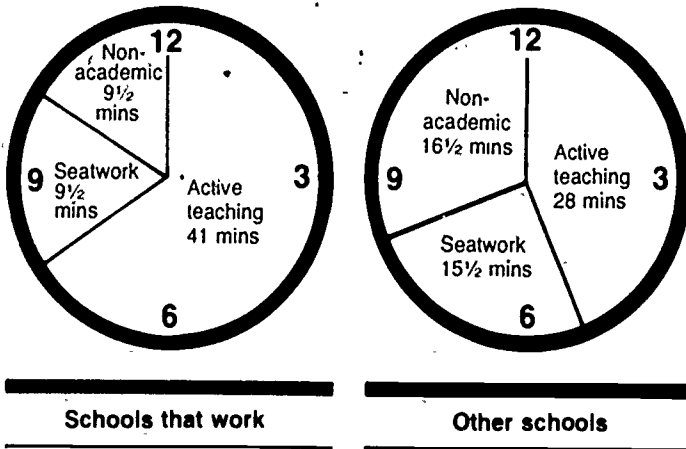 12
Non-
academic
9½
mins
9
Seatwork
9½
mins
Active
teaching
41 mins
3
6
Schools that work
12
Non-
academic
16½ mins
9
Active
teaching
28 mins
3
Seatwork
15½ mins
6
Other schools